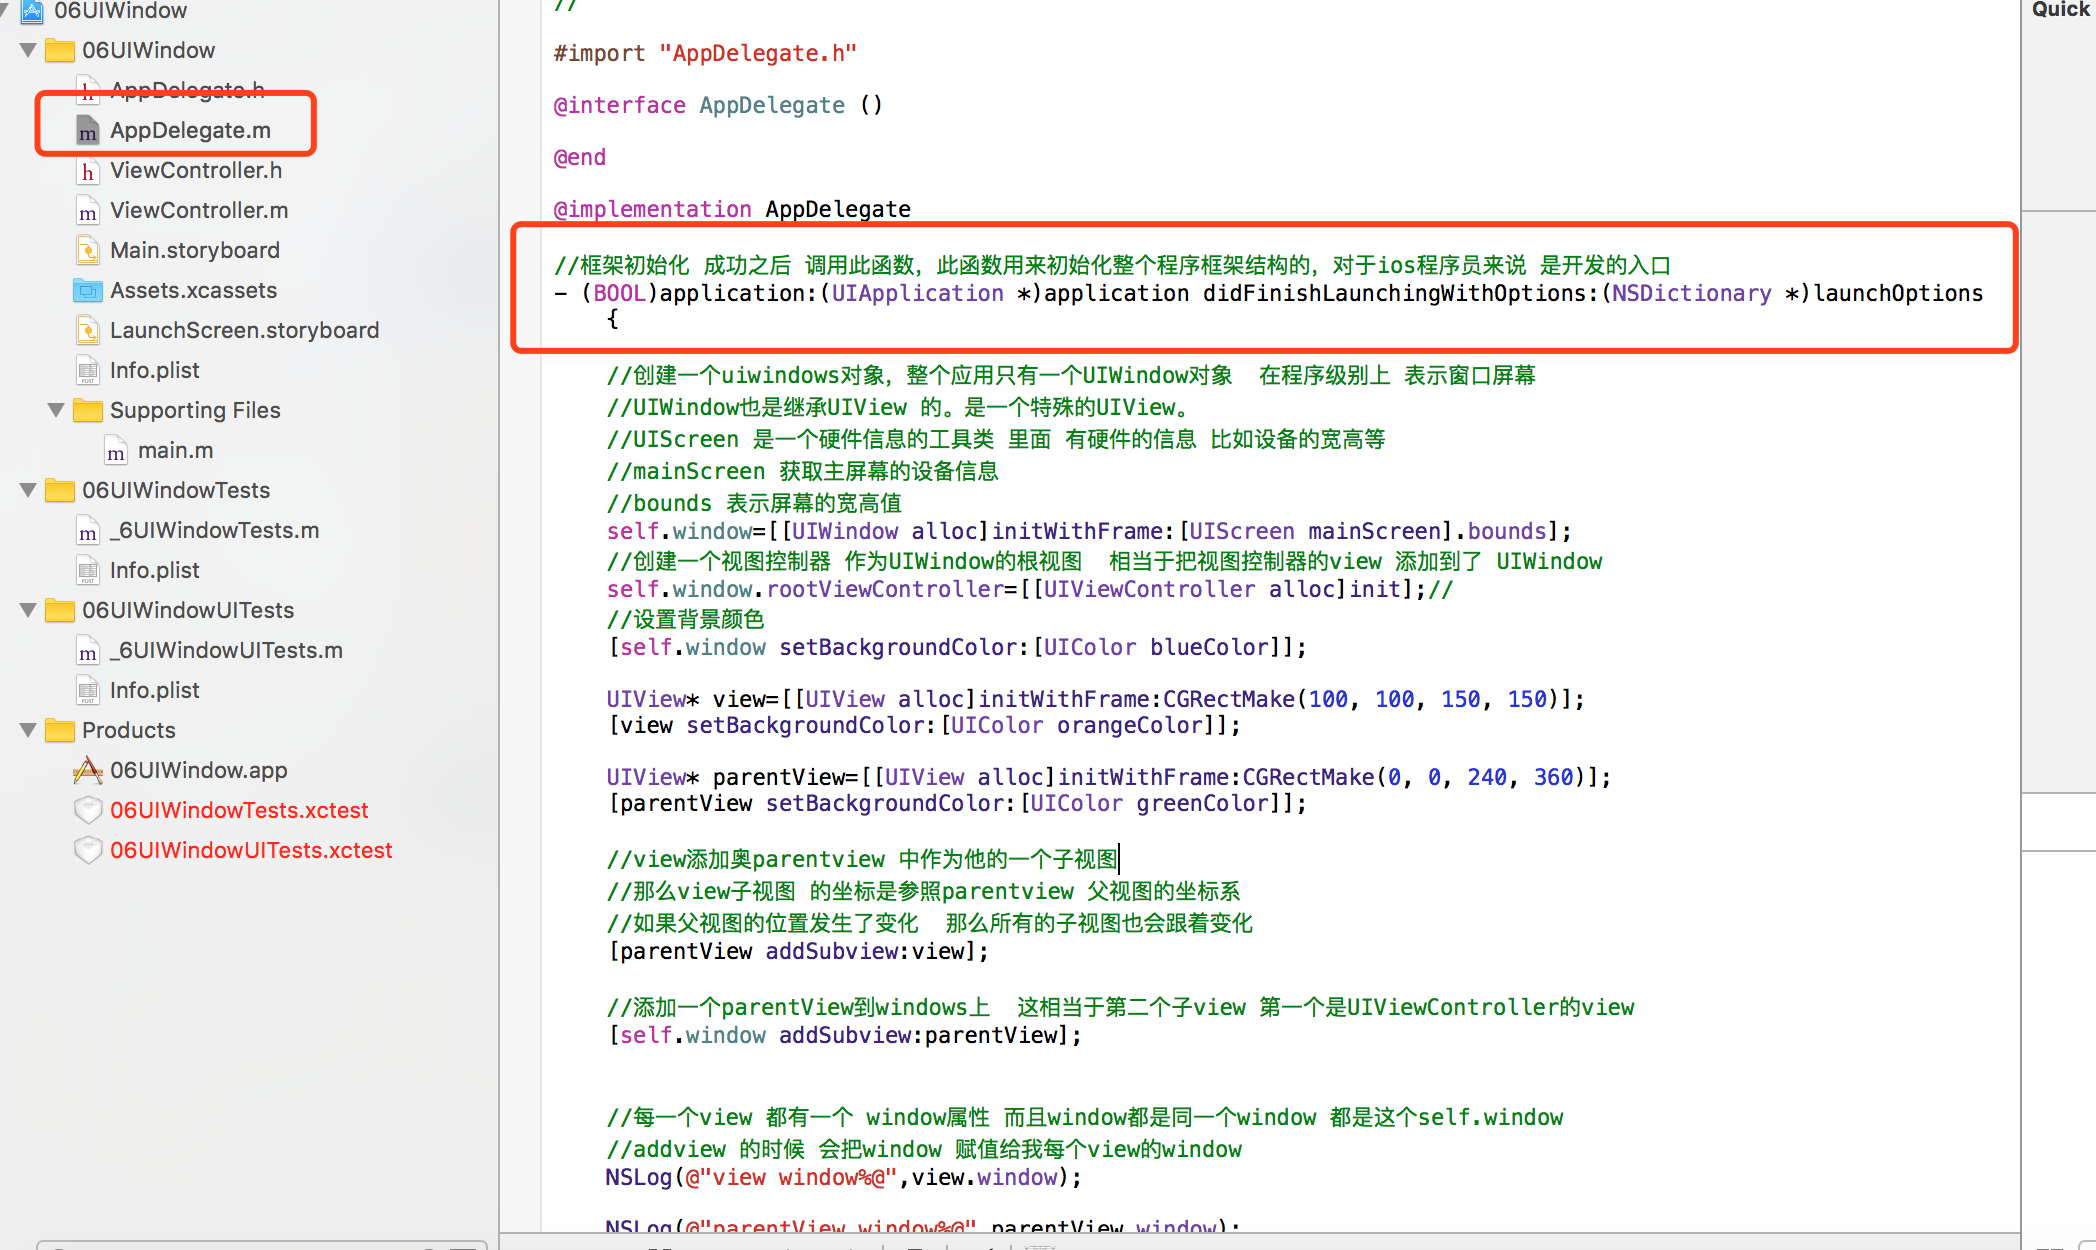 06UIWindow
06UIWindow
AppDelegate.h
AppDelegate.m
ViewController.h
ViewController.m
Main.storyboard
Assets.xcassets
LaunchScreen.storyboard
Info.plist
Supporting Files
main.m
06UIWindowTests
_6UIWindowTests.m
Info.plist
06UIWindowUITests
_6UIWindowUITests.m
Info.plist
Products
06UIWindow.app
06UIWindowTests.xctest
06UIWindowUITests.xctest
//
#import "AppDelegate.h"
@interface AppDelegate ()
@end
@implementation AppDelegate
//框架初始化 成功之后 调用此函数，此函数用来初始化整个程序框架结构的，对于ios程序员来说 是开发的入口
- (BOOL)application:(UIApplication *)application didFinishLaunchingWithOptions:(NSDictionary *)launchOptions
{
//创建一个uiwindows对象，整个应用只有一个UIWindow对象  在程序级别上 表示窗口屏幕
//UIWindow也是继承UIView 的。是一个特殊的UIView。
//UIScreen 是一个硬件信息的工具类 里面 有硬件的信息 比如设备的宽高等
//mainScreen 获取主屏幕的设备信息
//bounds 表示屏幕的宽高值
self.window=[[UIWindow alloc]initWithFrame:[UIScreen mainScreen].bounds];
//创建一个视图控制器 作为UIWindow的根视图  相当于把视图控制器的view 添加到了 UIWindow
self.window.rootViewController=[[UIViewController alloc]init];//
//设置背景颜色
[self.window setBackgroundColor:[UIColor blueColor]];
UIView* view=[[UIView alloc]initWithFrame:CGRectMake(100, 100, 150, 150)];
[view setBackgroundColor:[UIColor orangeColor]];
UIView* parentView=[[UIView alloc]initWithFrame:CGRectMake(0, 0, 240, 360)];
[parentView setBackgroundColor:[UIColor greenColor]];
//view添加奥parentview 中作为他的一个子视图
//那么view子视图 的坐标是参照parentview 父视图的坐标系
//如果父视图的位置发生了变化  那么所有的子视图也会跟着变化
[parentView addSubview:view];
//添加一个parentView到windows上  这相当于第二个子view 第一个是UIViewController的view
[self.window addSubview:parentView];
//每一个view 都有一个 window属性 而且window都是同一个window 都是这个self.window
//addview 的时候 会把window 赋值给我每个view的window
NSLog(@"view window%@",view.window);
NSLog(@"parentView window%@",parentView.window);
Quick